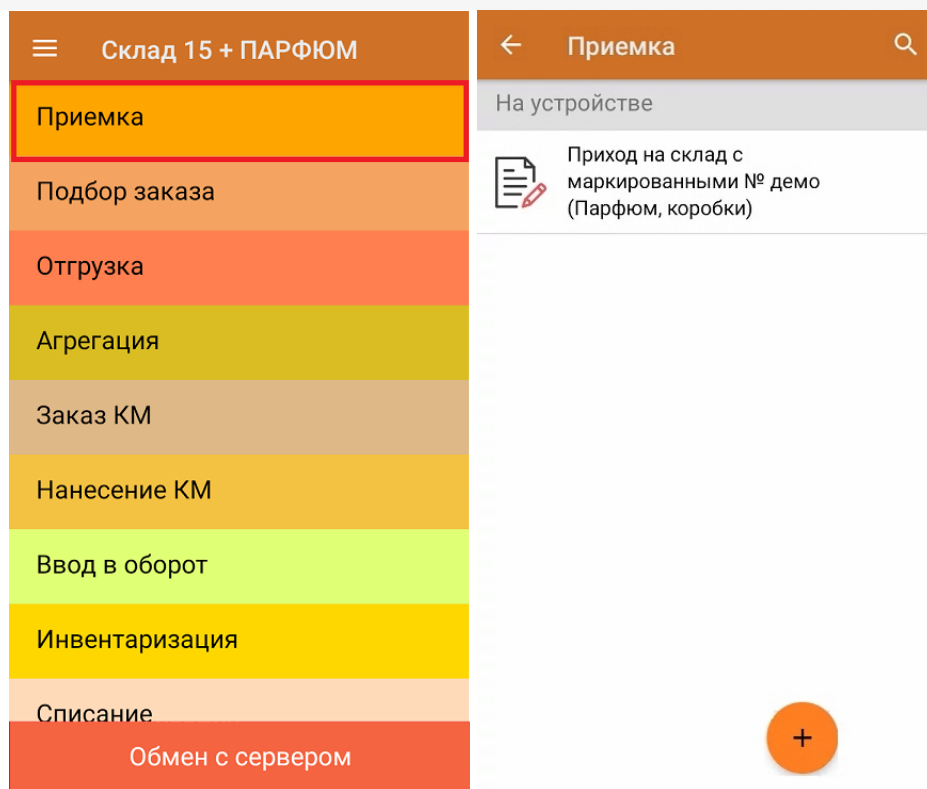 Склад 15 + ПАРФЮМ
Приемка
Подбор заказа
Отгрузка
Агрегация
Заказ КМ
Нанесение КМ
Ввод в оборот
Инвентаризация
Списание
Обмен с сервером
Приемка
На устройстве
Приход на склад с
маркированными № демо
(Парфюм, коробки)
+